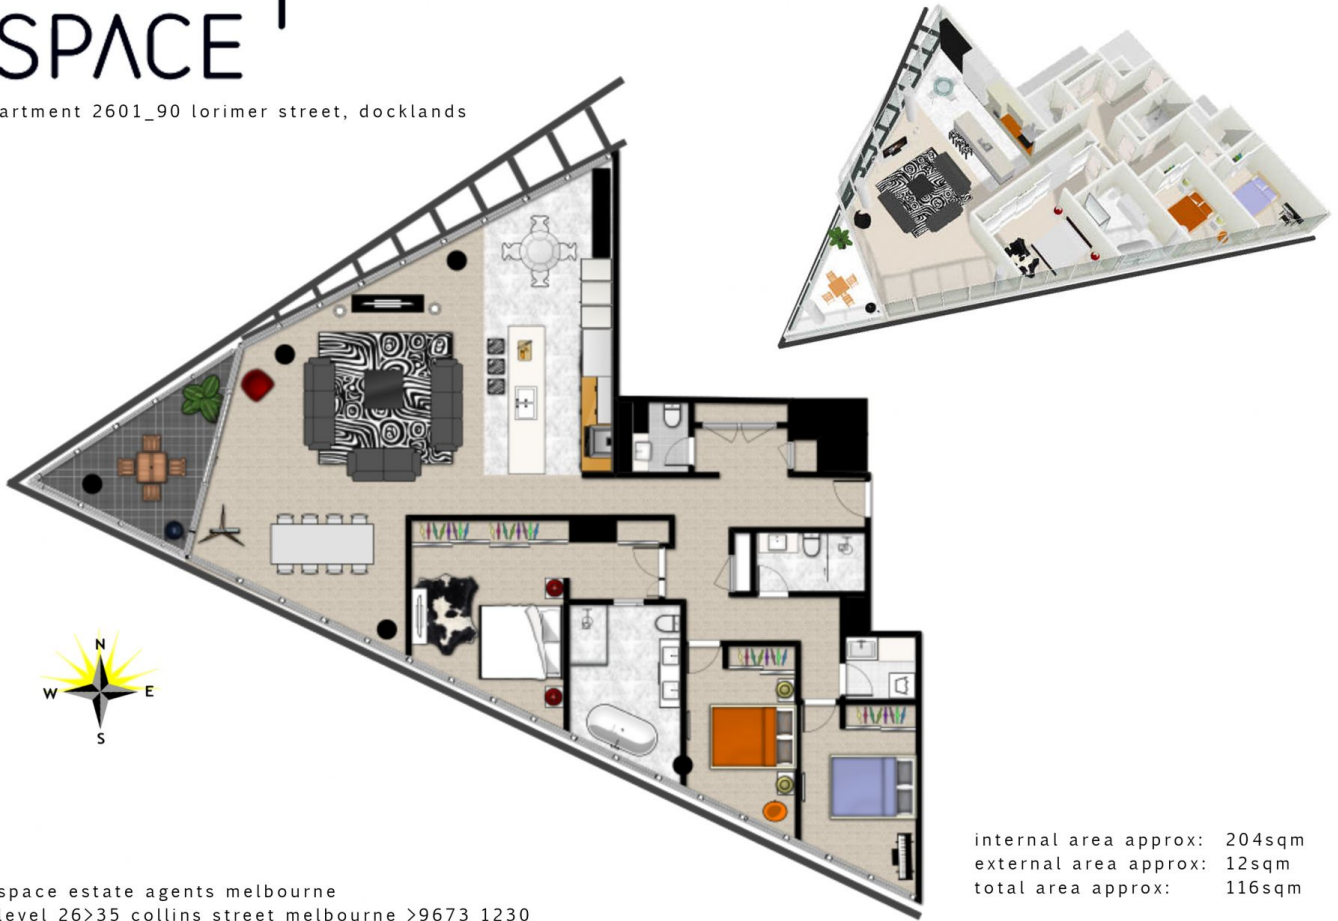 SPACE
artment 2601_90 lorimer street, docklands
N
W E
S
internal area approx: 204sqm
external area approx: 12sqm
total area approx: 116sqm
space estate agents melbourne
level 26>35 collins street melbourne >9673 1230